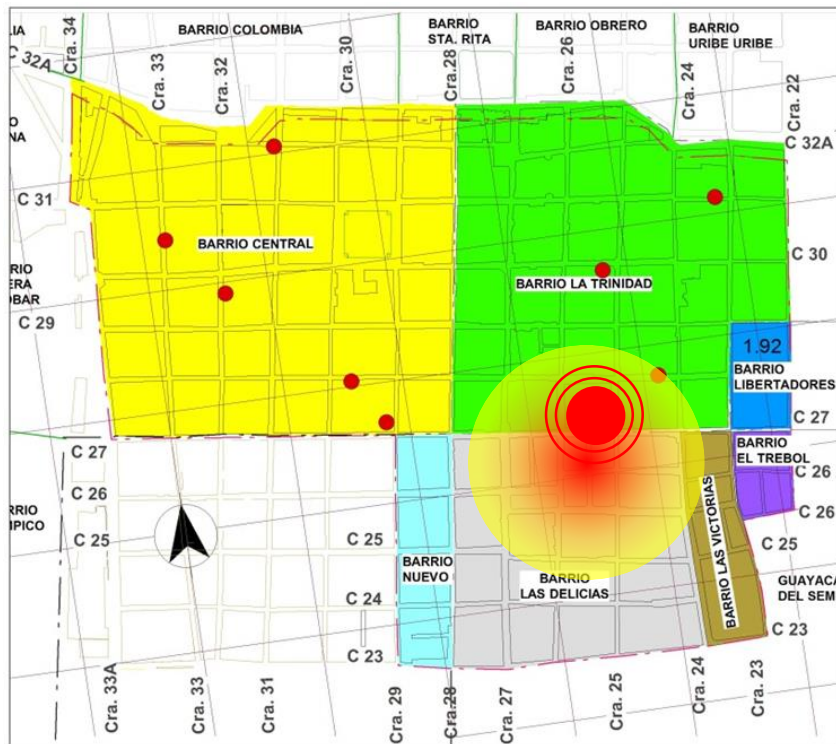 BARRIO COLOMBIA
BARRIO
STA. RITA
BARRIO OBRERO
BARRIO
URIBE URIBE
Cra. 34
Cra. 33
Cra. 32
Cra. 30
Cra.28
Cra. 26
Cra. 24
Cra. 22
C 32A
C 32A
C 31
C 30
BARRIO CENTRAL
BARRIO LA TRINIDAD
C 29
1.92
BARRIO
LIBERTADORES
C 27
C 27
BARRIO
EL TREBOL
C 26
C 26
C 26
C 25
C 25
C 25
BARRIO
NUEVO
BARRIO
LAS DELICIAS
BARRIO LAS VICTORIAS
GUAYACA
DEL SEM
C 24
C 23
C 23
Cra. 33A
Cra. 33
Cra. 31
Cra. 29
Cra.28
Cra. 27
Cra. 25
Cra. 24
Cra. 23